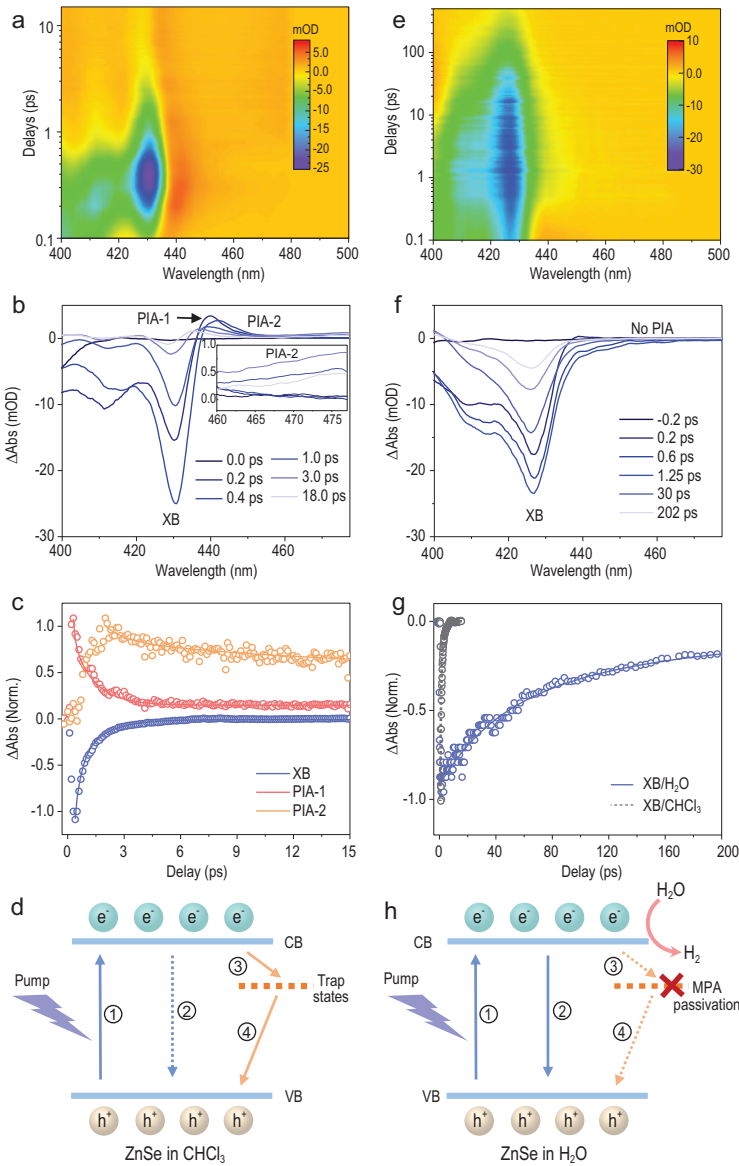 a
mOD
5.0
0.0
-5
-10
-15
-20
-25
Delays (ps)
10
1
0.1
400 420 440 460 480 500
Wavelength (nm)
e
mOD
10
0.0
-10
-20
-30
Delays (ps)
100
10
1
0.1
400 420 440 460 480 500
Wavelength (nm)
b
PIA-1
PIA-2
PIA-2
1.0
0.5
0.0
460 465 470 475
ΔAbs (mOD)
0
-10
-20
-30
0.0 ps
0.2 ps
0.4 ps
1.0 ps
3.0 ps
18.0 ps
XB
400 420 440 460
Wavelength (nm)
f
No PIA
ΔAbs (mOD)
0
-10
-20
-30
-0.2 ps
0.2 ps
0.6 ps
1.25 ps
30 ps
202 ps
XB
400 420 440 460
Wavelength (nm)
c
ΔAbs (Norm.)
1.0
0.5
0.0
-0.5
-1.0
XB
PIA-1
PIA-2
0 3 6 9 12 15
Delay (ps)
g
ΔAbs (Norm.)
0.0
-0.5
-1.0
XB/H₂O
XB/CHCl₃
0 40 80 120 160 200
Delay (ps)
d
e⁻ e⁻ e⁻ e⁻
CB
Pump
① ② ③ ④
Trap
states
VB
h⁺ h⁺ h⁺ h⁺
ZnSe in CHCl₃
h
e⁻ e⁻ e⁻ e⁻
H₂O
H₂
CB
Pump
① ② ③ ④
MPA
passivation
VB
h⁺ h⁺ h⁺ h⁺
ZnSe in H₂O